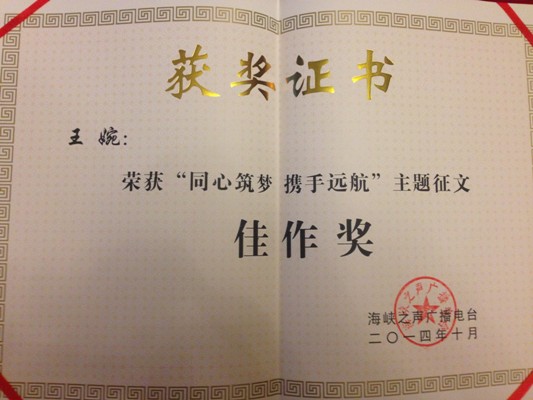 获奖证书
王婉：
荣获“同心筑梦 携手远航”主题征文
佳作奖
海峡之声广播电台
二〇一四年十月